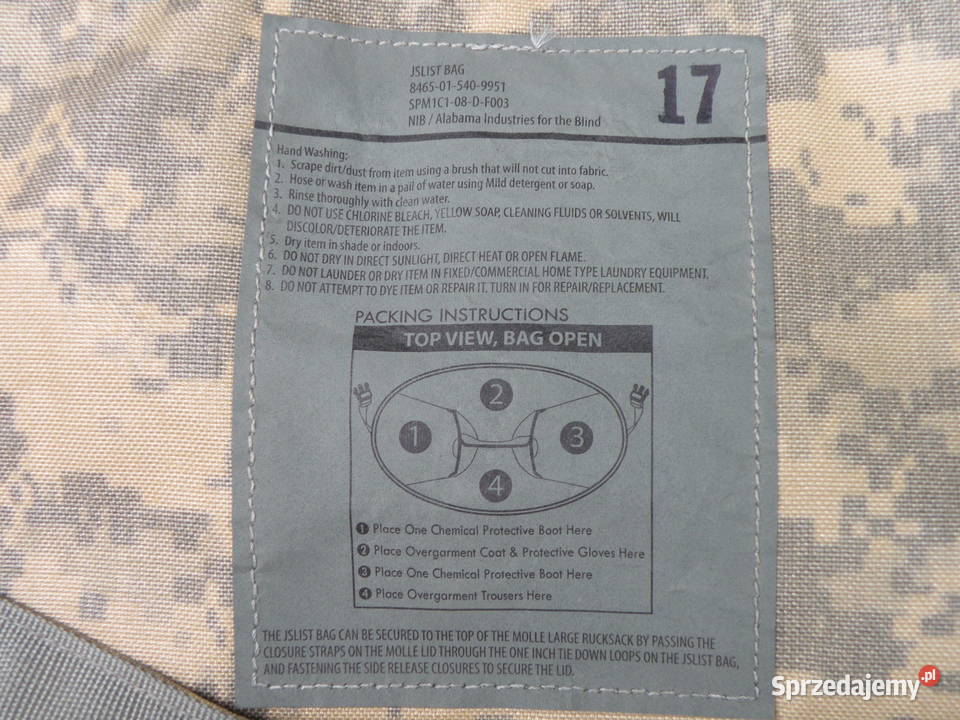 JSLIST BAG
8465-01-540-9951
SPM1C1-08-D-F003
NIB / Alabama Industries for the Blind
17
Hand Washing:
1. Scrape dirt/dust from item using a brush that will not cut into fabric.
2. Hose or wash item in a pail of water using Mild detergent or soap.
3. Rinse thoroughly with clean water.
4. DO NOT USE CHLORINE BLEACH, YELLOW SOAP, CLEANING FLUIDS OR SOLVENTS, WILL
DISCOLOR/DETERIORATE THE ITEM.
5. Dry item in shade or indoors.
6. DO NOT DRY IN DIRECT SUNLIGHT, DIRECT HEAT OR OPEN FLAME.
7. DO NOT LAUNDER OR DRY ITEM IN FIXED/COMMERCIAL HOME TYPE LAUNDRY EQUIPMENT.
8. DO NOT ATTEMPT TO DYE ITEM OR REPAIR IT, TURN IN FOR REPAIR/REPLACEMENT.
PACKING INSTRUCTIONS
TOP VIEW, BAG OPEN
2
1
3
4
1 Place One Chemical Protective Boot Here
2 Place Overgarment Coat & Protective Gloves Here
3 Place One Chemical Protective Boot Here
4 Place Overgarment Trousers Here
THE JSLIST BAG CAN BE SECURED TO THE TOP OF THE MOLLE LARGE RUCKSACK BY PASSING THE
CLOSURE STRAPS ON THE MOLLE LID THROUGH THE ONE INCH TIE DOWN LOOPS ON THE JSLIST BAG,
AND FASTENING THE SIDE RELEASE CLOSURES TO SECURE THE LID.
Sprzedajemy.pl